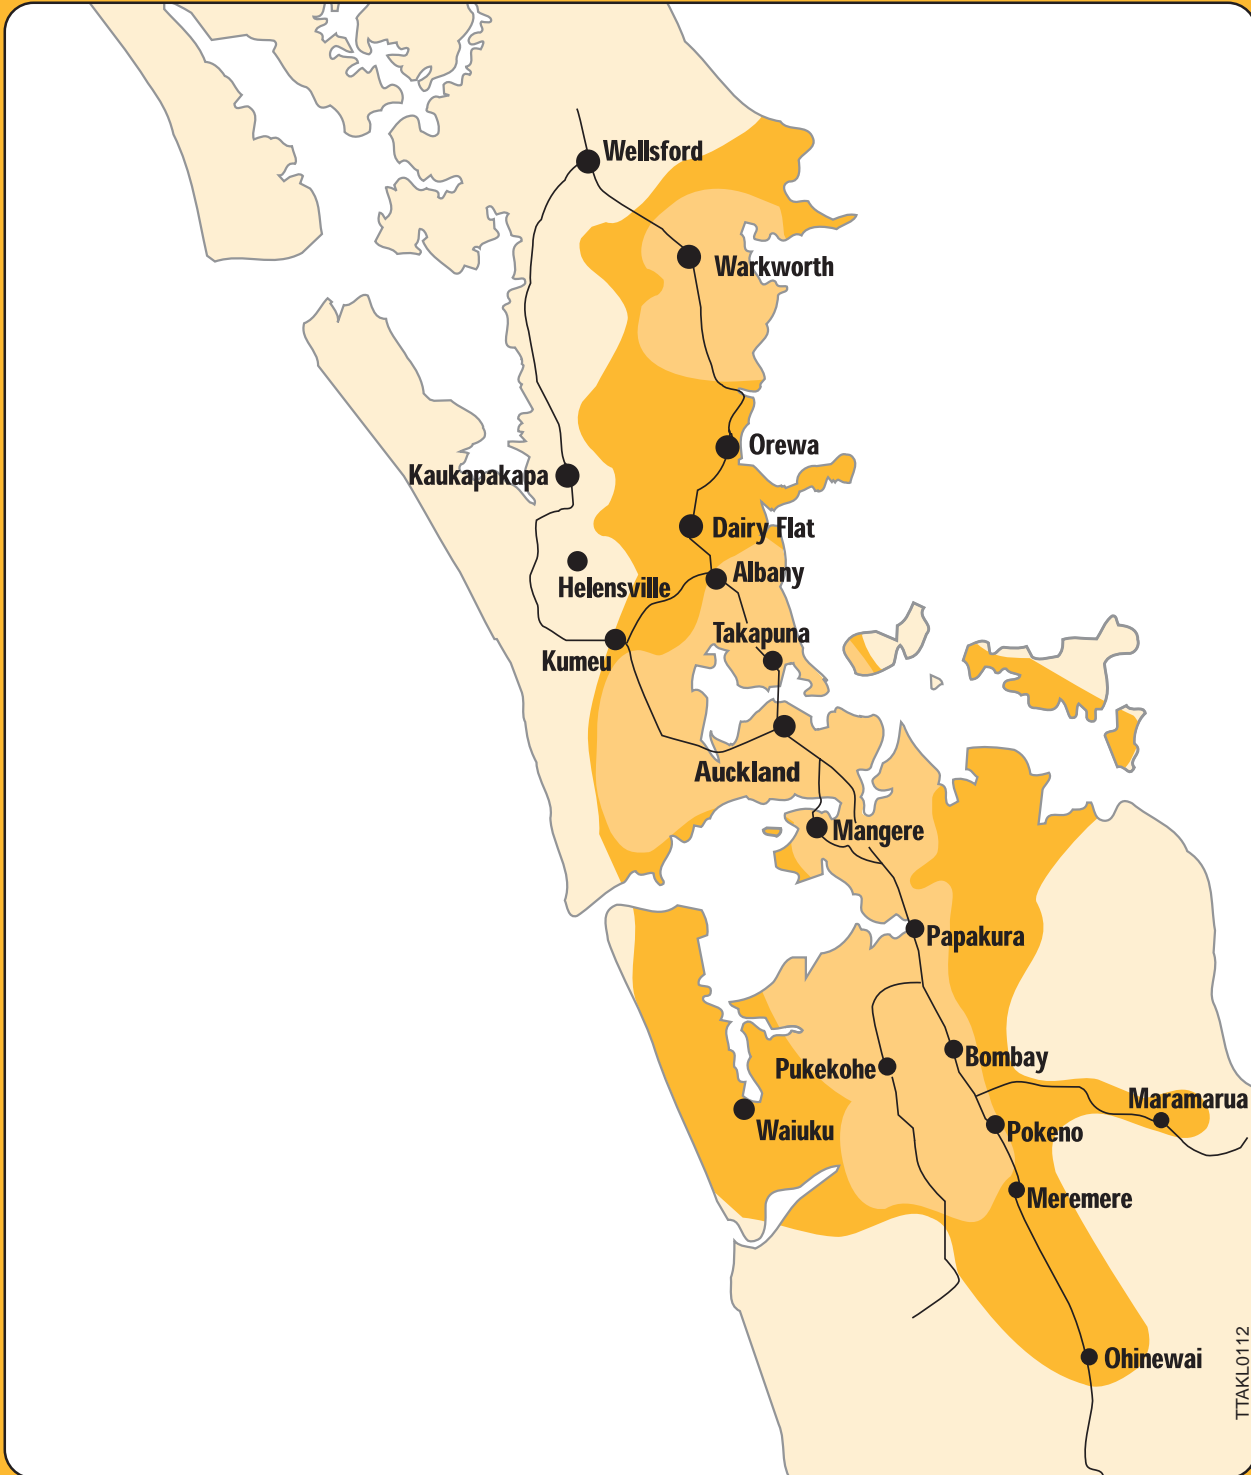 Wellsford
Warkworth
Orewa
Kaukapakapa
Dairy Flat
Albany
Helensville
Takapuna
Kumeu
Auckland
Mangere
Papakura
Bombay
Pukekohe
Maramarua
Waiuku
Pokeno
Meremere
Ohinewai
TTAKL0112